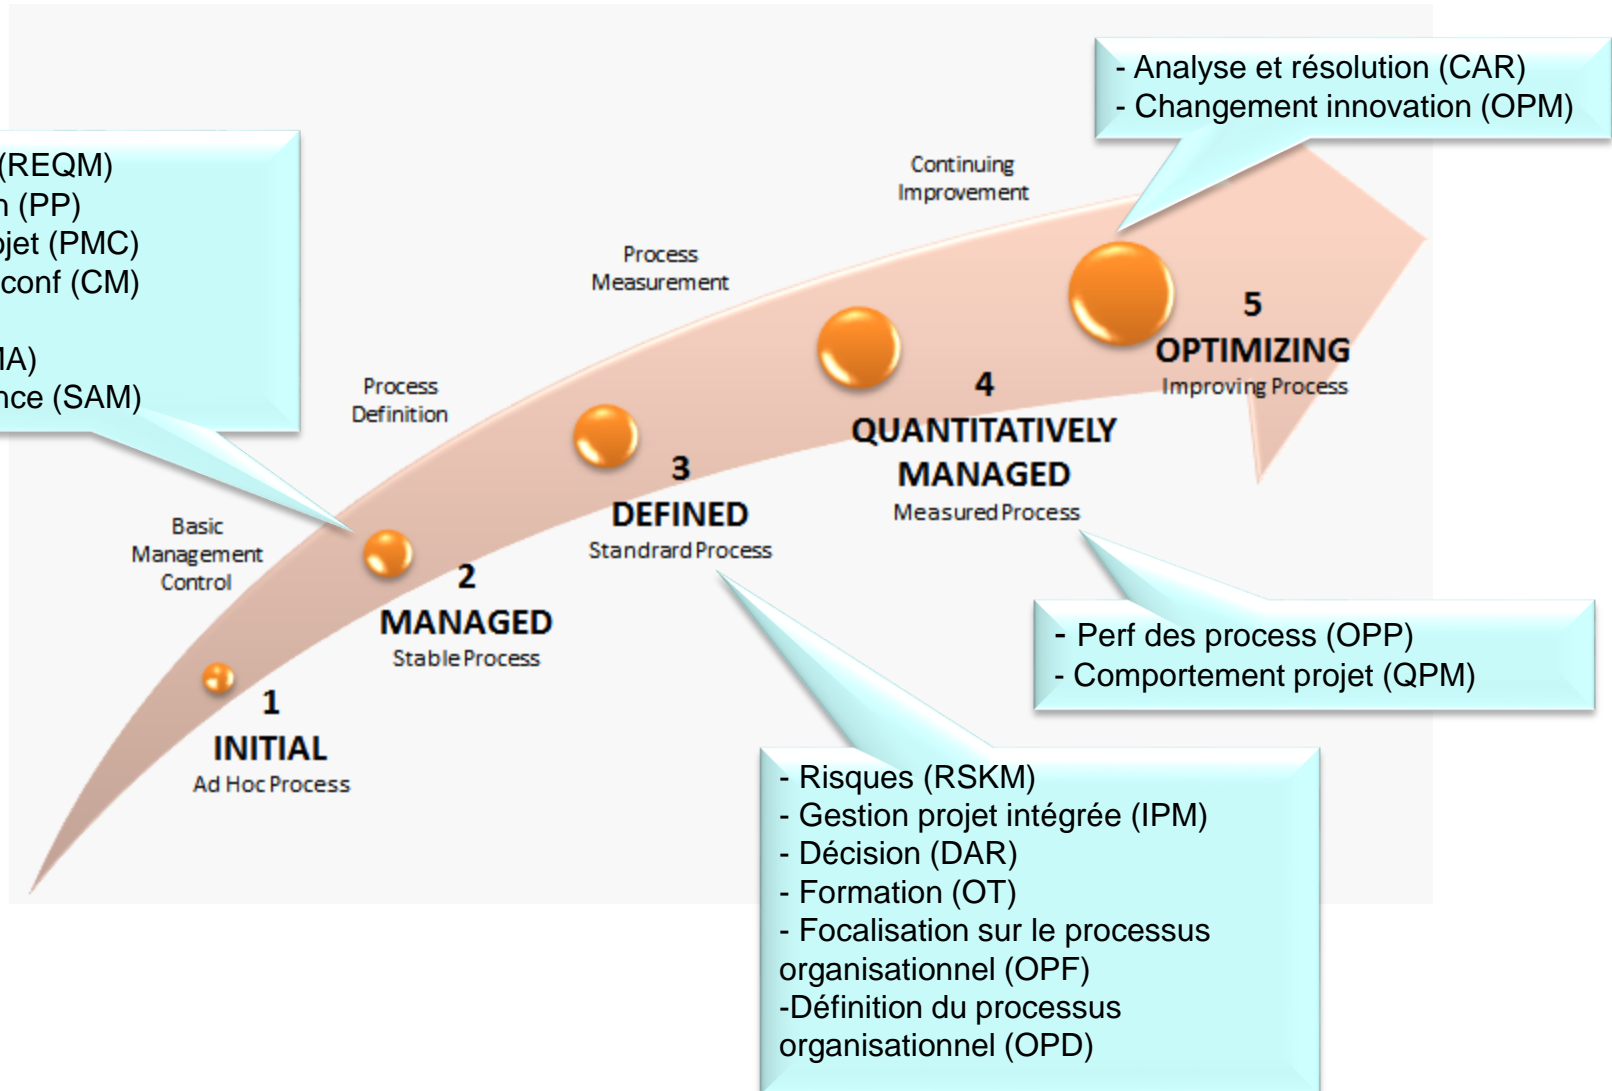 - Analyse et résolution (CAR)
- Changement innovation (OPM)
(REQM)
(PP)
(PMC)
conf (CM)
(SAM)
Continuing
Improvement
Process
Measurement
Process
Definition
Basic
Management
Control
5
OPTIMIZING
Improving Process
4
QUANTITATIVELY
MANAGED
Measured Process
3
DEFINED
Standrard Process
2
MANAGED
Stable Process
1
INITIAL
Ad Hoc Process
- Perf des process (OPP)
- Comportement projet (QPM)
- Risques (RSKM)
- Gestion projet intégrée (IPM)
- Décision (DAR)
- Formation (OT)
- Focalisation sur le processus
organisationnel (OPF)
-Définition du processus
organisationnel (OPD)